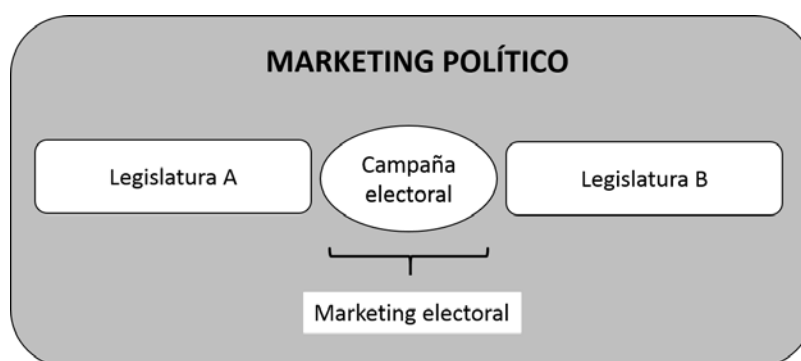 MARKETING POLÍTICO
Legislatura A
Campaña
electoral
Legislatura B
Marketing electoral